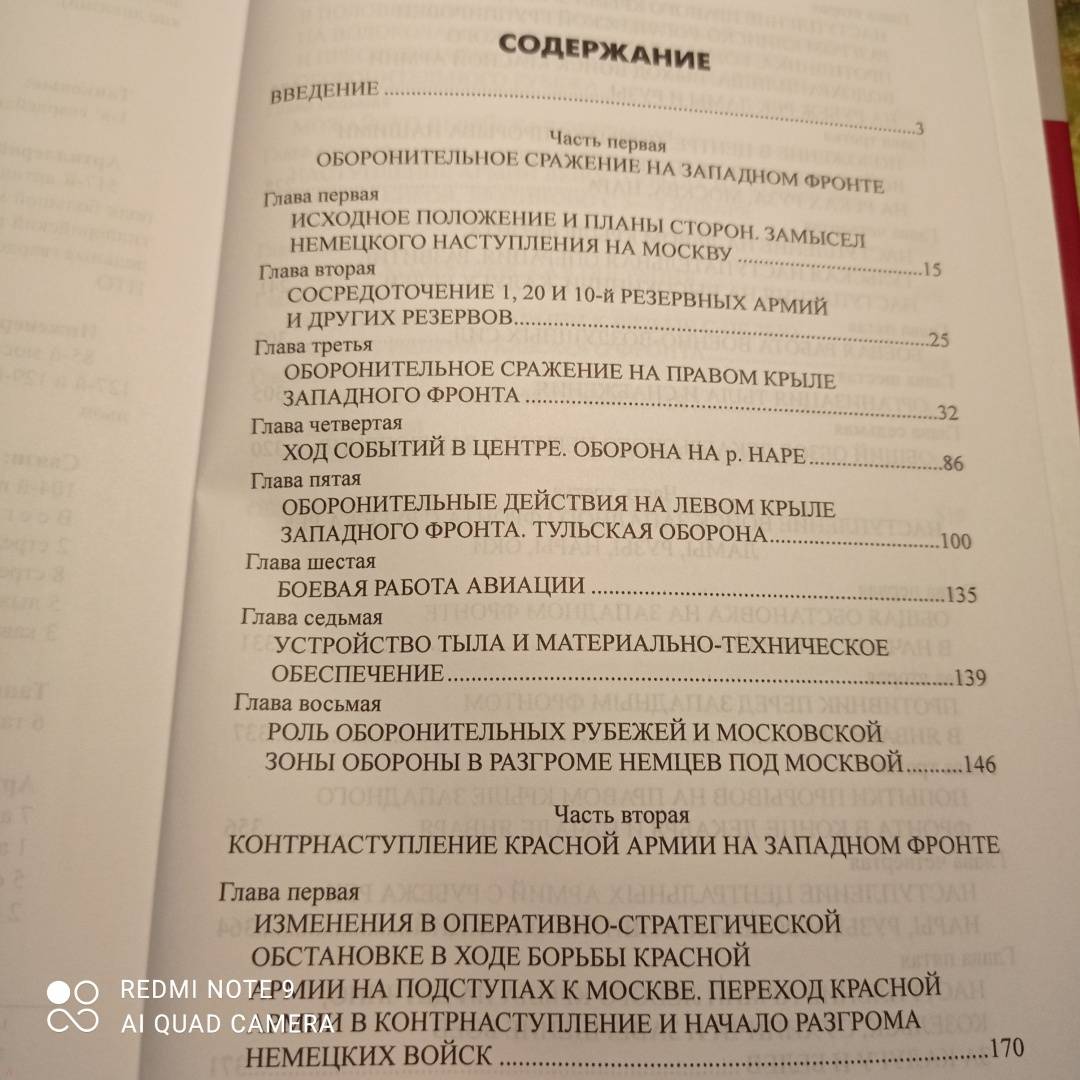 СОДЕРЖАНИЕ
ВВЕДЕНИЕ ....................................................3
Часть первая
ОБОРОНИТЕЛЬНОЕ СРАЖЕНИЕ НА ЗАПАДНОМ ФРОНТЕ
Глава первая
ИСХОДНОЕ ПОЛОЖЕНИЕ И ПЛАНЫ СТОРОН. ЗАМЫСЕЛ
НЕМЕЦКОГО НАСТУПЛЕНИЯ НА МОСКВУ ..................15
Глава вторая
СОСРЕДОТОЧЕНИЕ 1, 20 И 10-й РЕЗЕРВНЫХ АРМИЙ
И ДРУГИХ РЕЗЕРВОВ..........................................25
Глава третья
ОБОРОНИТЕЛЬНОЕ СРАЖЕНИЕ НА ПРАВОМ КРЫЛЕ
ЗАПАДНОГО ФРОНТА ..........................................32
Глава четвертая
ХОД СОБЫТИЙ В ЦЕНТРЕ. ОБОРОНА НА р. НАРЕ.............86
Глава пятая
ОБОРОНИТЕЛЬНЫЕ ДЕЙСТВИЯ НА ЛЕВОМ КРЫЛЕ
ЗАПАДНОГО ФРОНТА. ТУЛЬСКАЯ ОБОРОНА.................100
Глава шестая
БОЕВАЯ РАБОТА АВИАЦИИ ...................................135
Глава седьмая
УСТРОЙСТВО ТЫЛА И МАТЕРИАЛЬНО-ТЕХНИЧЕСКОЕ
ОБЕСПЕЧЕНИЕ..................................................139
Глава восьмая
РОЛЬ ОБОРОНИТЕЛЬНЫХ РУБЕЖЕЙ И МОСКОВСКОЙ
ЗОНЫ ОБОРОНЫ В РАЗГРОМЕ НЕМЦЕВ ПОД МОСКВОЙ..........146
Часть вторая
КОНТРНАСТУПЛЕНИЕ КРАСНОЙ АРМИИ НА ЗАПАДНОМ ФРОНТЕ
Глава первая
ИЗМЕНЕНИЯ В ОПЕРАТИВНО-СТРАТЕГИЧЕСКОЙ
ОБСТАНОВКЕ В ХОДЕ БОРЬБЫ КРАСНОЙ
АРМИИ НА ПОДСТУПАХ К МОСКВЕ. ПЕРЕХОД КРАСНОЙ
АРМИИ В КОНТРНАСТУПЛЕНИЕ И НАЧАЛО РАЗГРОМА
НЕМЕЦКИХ ВОЙСК ................................................170
REDMI NOTE 9
AI QUAD CAMERA